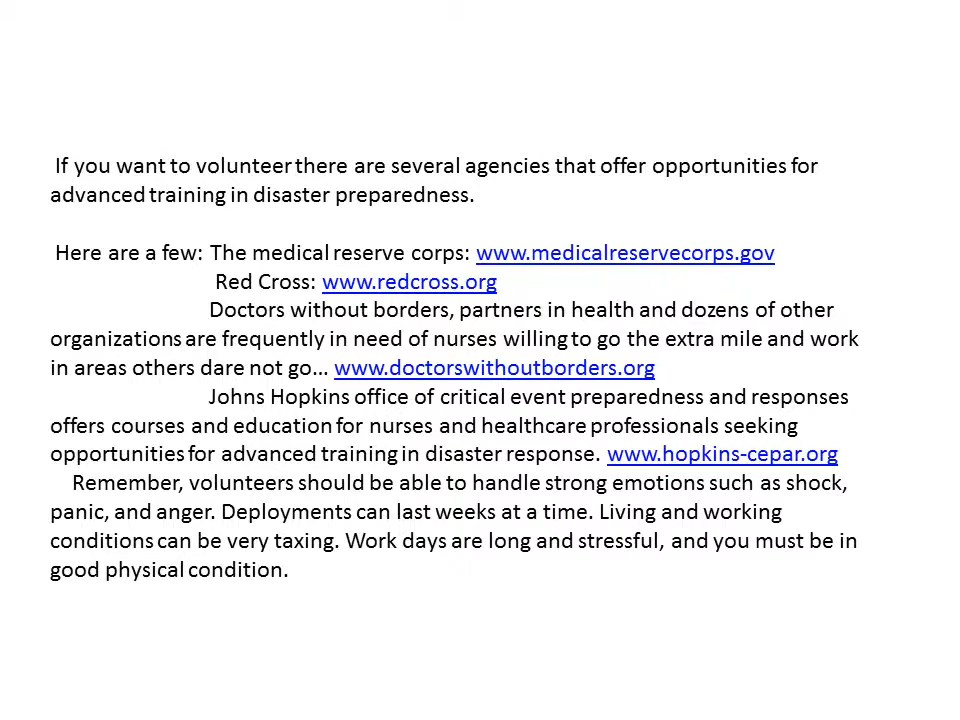 If you want to volunteer there are several agencies that offer opportunities for
advanced training in disaster preparedness.
Here are a few: The medical reserve corps: www.medicalreservecorps.gov
Red Cross: www.redcross.org
Doctors without borders, partners in health and dozens of other
organizations are frequently in need of nurses willing to go the extra mile and work
in areas others dare not go… www.doctorswithoutborders.org
Johns Hopkins office of critical event preparedness and responses
offers courses and education for nurses and healthcare professionals seeking
opportunities for advanced training in disaster response. www.hopkins-cepar.org
Remember, volunteers should be able to handle strong emotions such as shock,
panic, and anger. Deployments can last weeks at a time. Living and working
conditions can be very taxing. Work days are long and stressful, and you must be in
good physical condition.